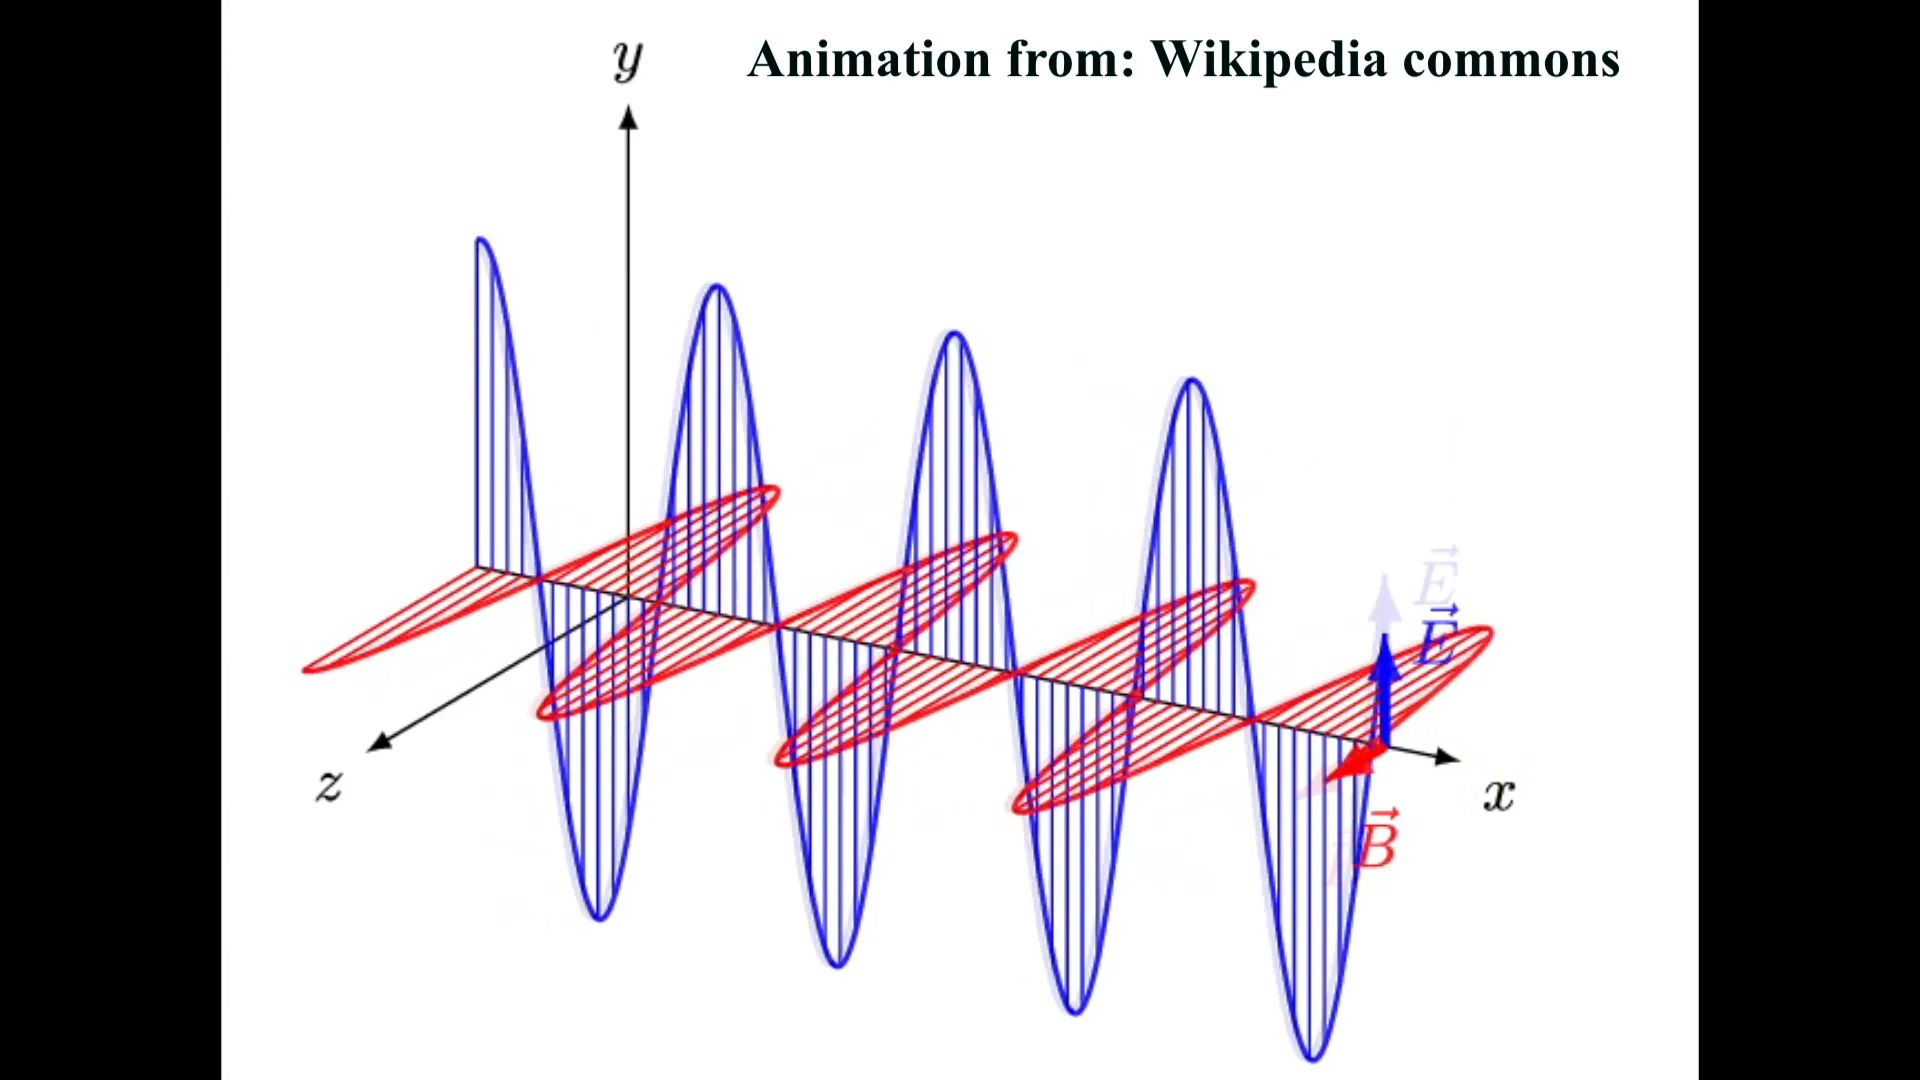 y
Animation from: Wikipedia commons
E⃗
E⃗
z
x
B⃗